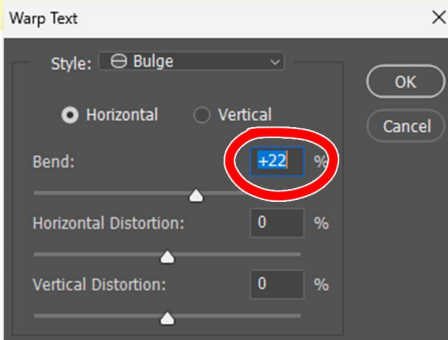 Warp Text
Style: Bulge
Horizontal Vertical
OK
Cancel
Bend: +22 %
Horizontal Distortion: 0 %
Vertical Distortion: 0 %